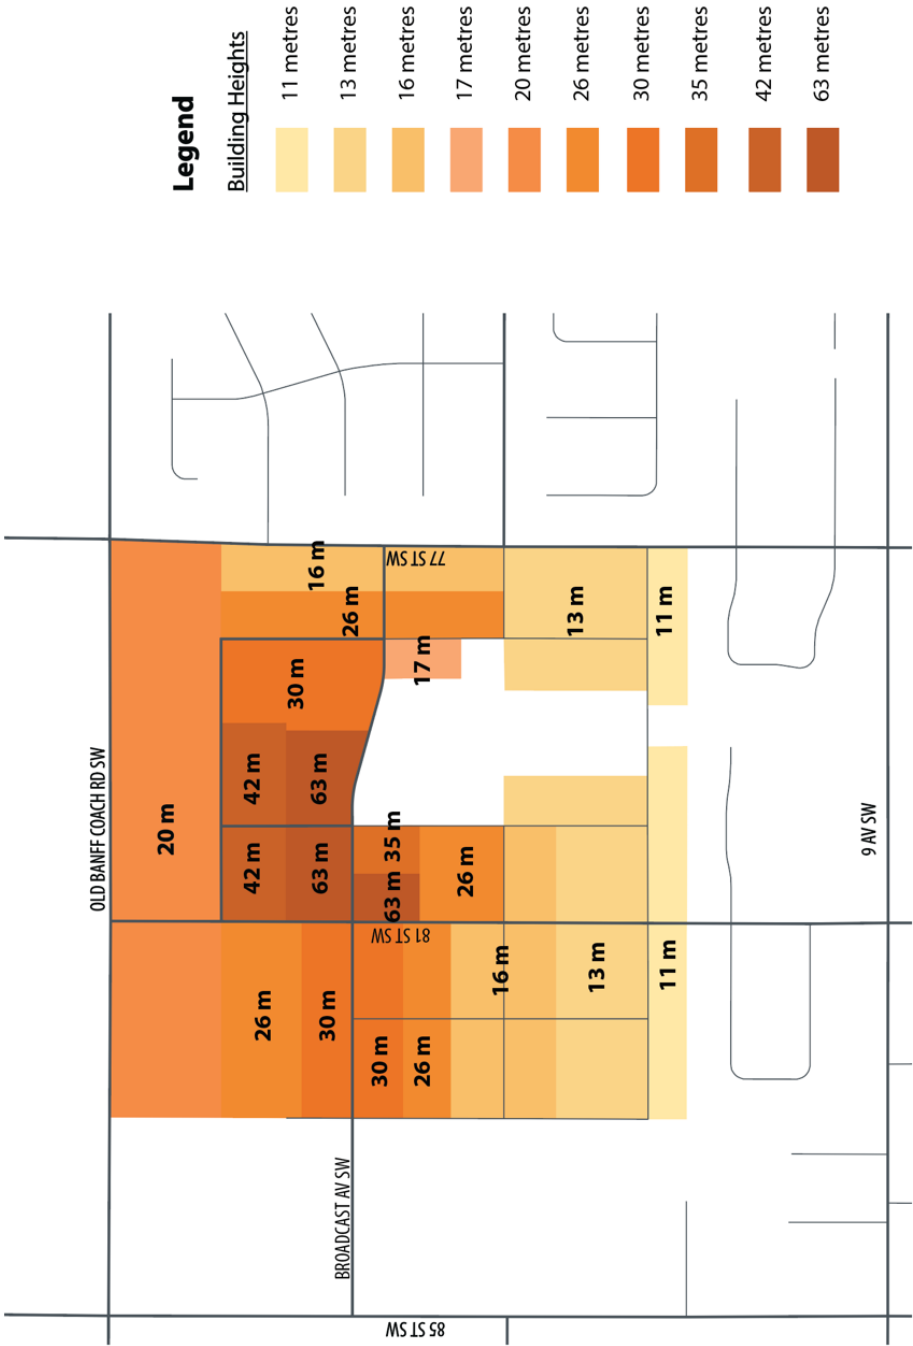 Legend
Building Heights
11 metres
13 metres
16 metres
17 metres
20 metres
26 metres
30 metres
35 metres
42 metres
63 metres
OLD BANFF COACH RD SW
20 m
16 m
26 m
77 ST SW
30 m
17 m
13 m
11 m
42 m
63 m
42 m
63 m
35 m
63 m
26 m
81 ST SW
26 m
30 m
16 m
13 m
11 m
30 m
26 m
9 AV SW
BROADCAST AV SW
85 ST SW